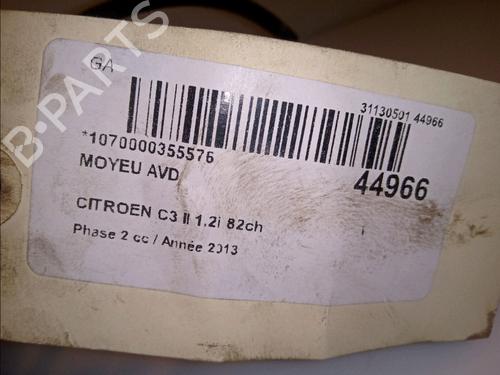 GA
31130501 44966
*1070000355576
MOYEU AVD
44966
CITROEN C3 II 1.2i 82ch
Phase 2 cc / Année 2013
B-PARTS